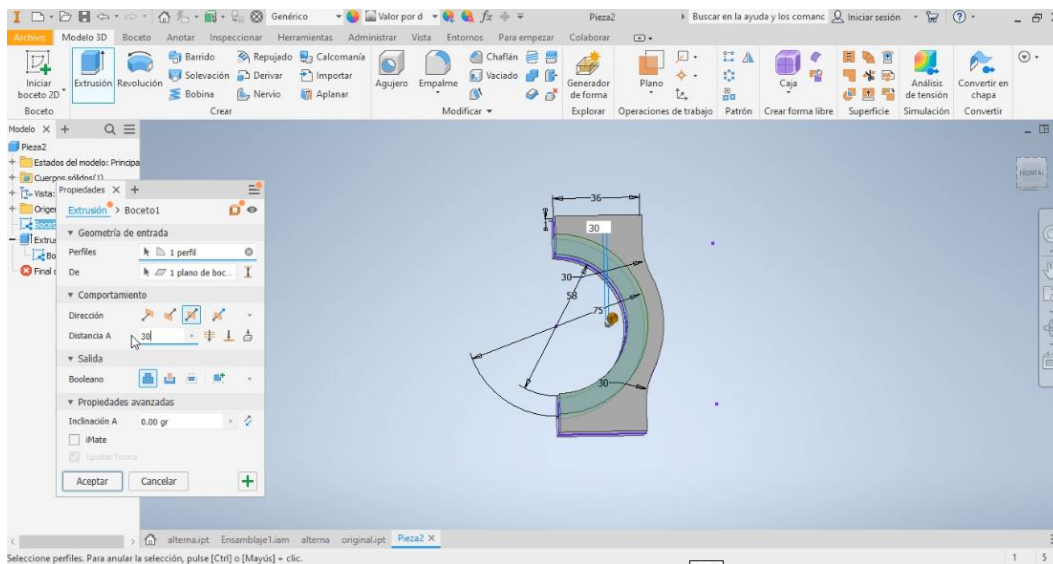 Genérico
Valor por d
fx
Pieza2
Buscar en la ayuda y los comanc
Iniciar sesión
Archivo Modelo 3D Boceto Anotar Inspeccionar Herramientas Administrar Vista Entornos Para empezar Colaborar
Iniciar boceto 2D
Extrusión
Revolución
Barrido
Solevación
Bobina
Repujado
Derivar
Nervio
Calcomanía
Importar
Aplanar
Agujero
Empalme
Chaflán
Vaciado
Generador de forma
Plano
Caja
Análisis de tensión
Convertir en chapa
Boceto Crear Modificar Explorar Operaciones de trabajo Patrón Crear forma libre Superficie Simulación Convertir
Modelo
Pieza2
Estados del modelo: Principa
Cuerpos sólidos(1)
Vista:
Orige
Boce
Extrus
Bo
Final d
Propiedades
Extrusión > Boceto1
Geometría de entrada
Perfiles 1 perfil
De 1 plano de boc...
Comportamiento
Dirección
Distancia A 30
Salida
Booleano
Propiedades avanzadas
Inclinación A 0.00 gr
iMate
Igualar forma
Aceptar Cancelar
36
30
30
58
75
30
FRONTAL
alterna.ipt Ensamblaje1.iam alterna original.ipt Pieza2
Seleccione perfiles. Para anular la selección, pulse [Ctrl] o [Mayús] + clic.
1 5